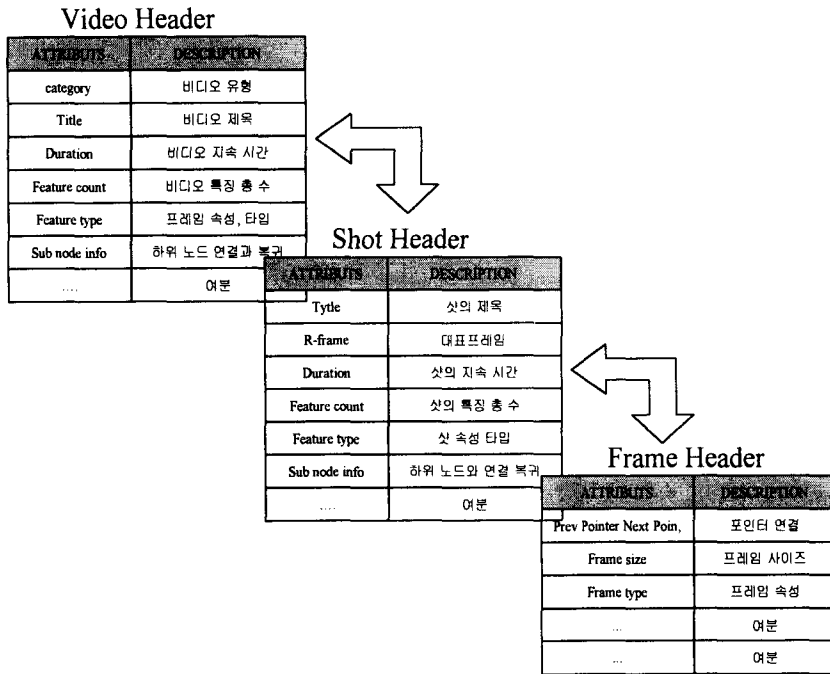 Video Header
ATTRIBUTS DESCRIPTION
category 비디오 유형
Title 비디오 제목
Duration 비디오 지속 시간
Feature count 비디오 특징 총 수
Feature type 프레임 속성, 타입
Sub node info 하위 노드 연결과 복귀
.... 여분
Shot Header
ATTRIBUTS DESCRIPTION
Tytle 샷의 제목
R-frame 대표프레임
Duration 샷의 지속 시간
Feature count 샷의 특징 총 수
Feature type 샷 속성 타입
Sub node info 하위 노드와 연결 복귀
.... 여분
Frame Header
ATTRIBUTS DESCRIPTION
Prev Pointer Next Poin, 포인터 연결
Frame size 프레임 사이즈
Frame type 프레임 속성
... 여분
... 여분